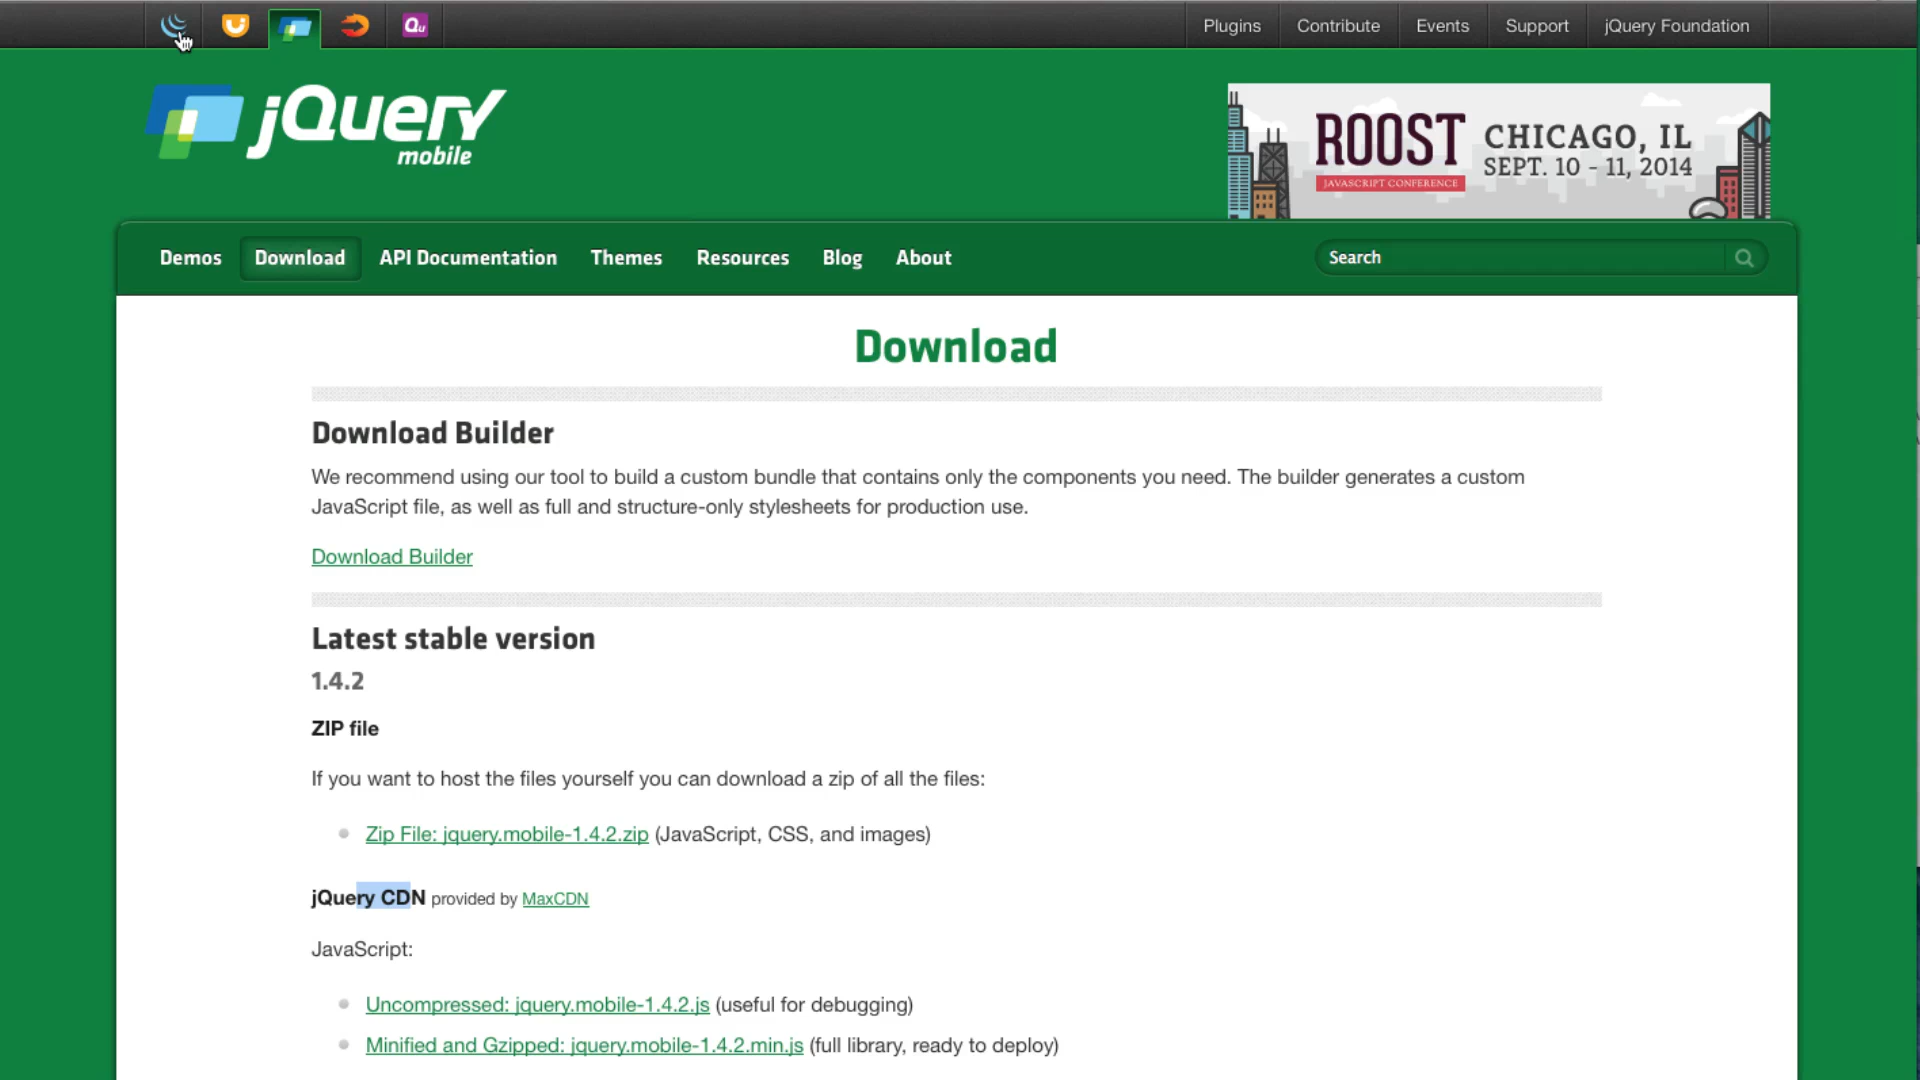 Qu
Plugins Contribute Events Support jQuery Foundation
jQuery
mobile
ROOST
JAVASCRIPT CONFERENCE
CHICAGO, IL
SEPT. 10 - 11, 2014
Demos Download API Documentation Themes Resources Blog About Search
Download
Download Builder
We recommend using our tool to build a custom bundle that contains only the components you need. The builder generates a custom
JavaScript file, as well as full and structure-only stylesheets for production use.
Download Builder
Latest stable version
1.4.2
ZIP file
If you want to host the files yourself you can download a zip of all the files:
Zip File: jquery.mobile-1.4.2.zip (JavaScript, CSS, and images)
jQuery CDN provided by MaxCDN
JavaScript:
Uncompressed: jquery.mobile-1.4.2.js (useful for debugging)
Minified and Gzipped: jquery.mobile-1.4.2.min.js (full library, ready to deploy)